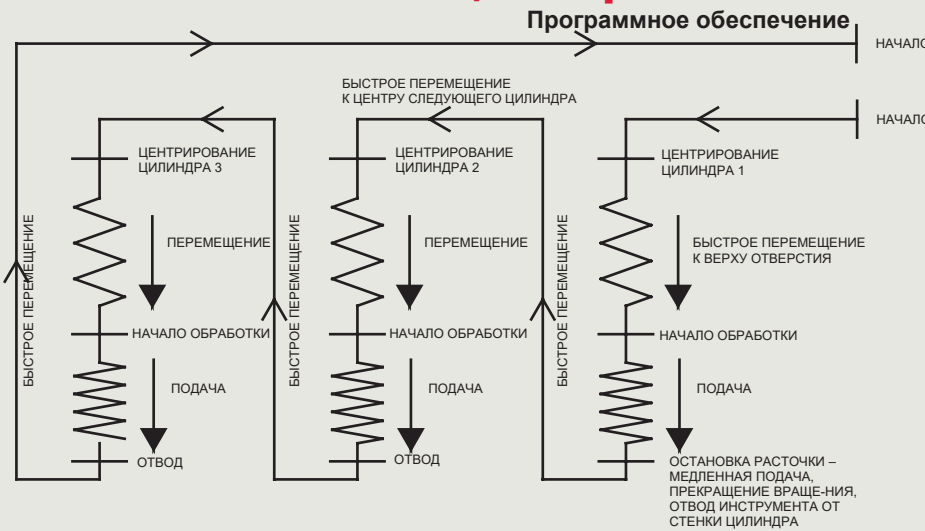 Программное обеспечение
НАЧАЛО
БЫСТРОЕ ПЕРЕМЕЩЕНИЕ
К ЦЕНТРУ СЛЕДУЮЩЕГО ЦИЛИНДРА
НАЧАЛО
ЦЕНТРИРОВАНИЕ
ЦИЛИНДРА 3
ЦЕНТРИРОВАНИЕ
ЦИЛИНДРА 2
ЦЕНТРИРОВАНИЕ
ЦИЛИНДРА 1
БЫСТРОЕ ПЕРЕМЕЩЕНИЕ
ПЕРЕМЕЩЕНИЕ
БЫСТРОЕ ПЕРЕМЕЩЕНИЕ
ПЕРЕМЕЩЕНИЕ
БЫСТРОЕ ПЕРЕМЕЩЕНИЕ
БЫСТРОЕ ПЕРЕМЕЩЕНИЕ
К ВЕРХУ ОТВЕРСТИЯ
НАЧАЛО ОБРАБОТКИ
НАЧАЛО ОБРАБОТКИ
НАЧАЛО ОБРАБОТКИ
ПОДАЧА
ПОДАЧА
ПОДАЧА
ОТВОД
ОТВОД
ОСТАНОВКА РАСТОЧКИ –
МЕДЛЕННАЯ ПОДАЧА,
ПРЕКРАЩЕНИЕ ВРАЩЕ-НИЯ,
ОТВОД ИНСТРУМЕНТА ОТ
СТЕНКИ ЦИЛИНДРА